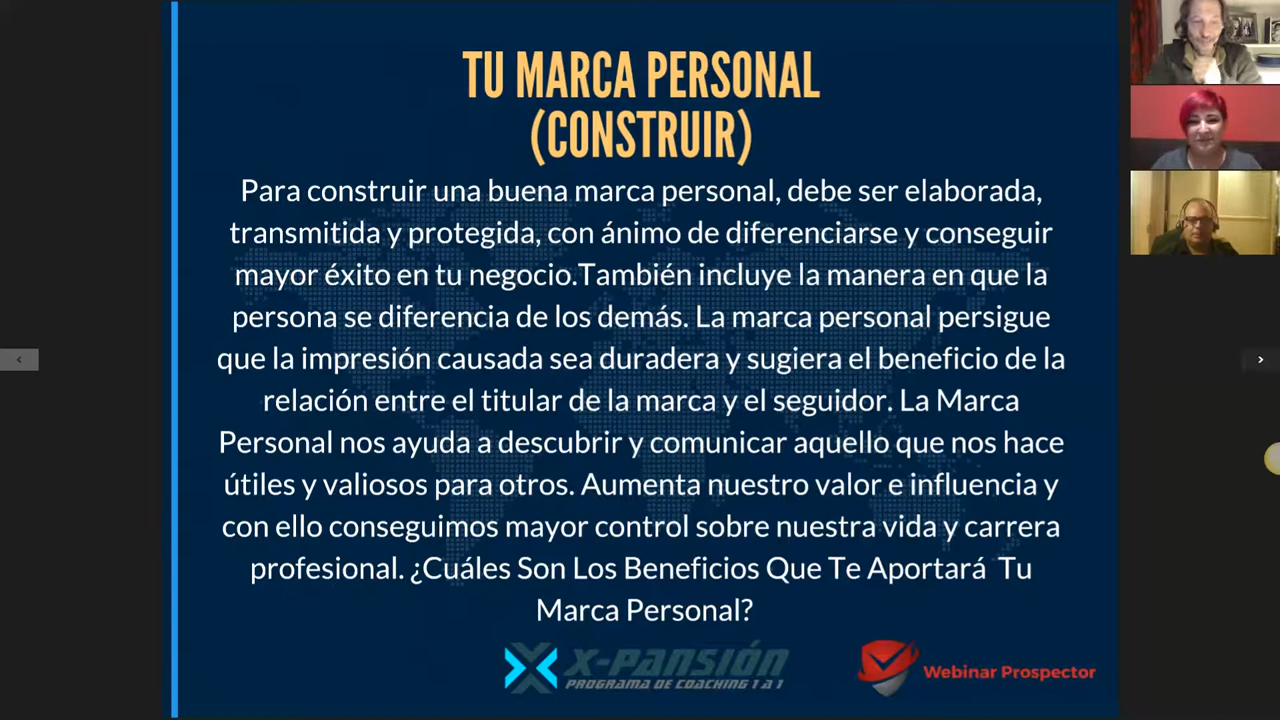 TU MARCA PERSONAL
(CONSTRUIR)
Para construir una buena marca personal, debe ser elaborada,
transmitida y protegida, con ánimo de diferenciarse y conseguir
mayor éxito en tu negocio.También incluye la manera en que la
persona se diferencia de los demás. La marca personal persigue
que la impresión causada sea duradera y sugiera el beneficio de la
relación entre el titular de la marca y el seguidor. La Marca
Personal nos ayuda a descubrir y comunicar aquello que nos hace
útiles y valiosos para otros. Aumenta nuestro valor e influencia y
con ello conseguimos mayor control sobre nuestra vida y carrera
profesional. ¿Cuáles Son Los Beneficios Que Te Aportará Tu
Marca Personal?
X-PANSIÓN
PROGRAMA DE COACHING 1 A 1
Webinar Prospector